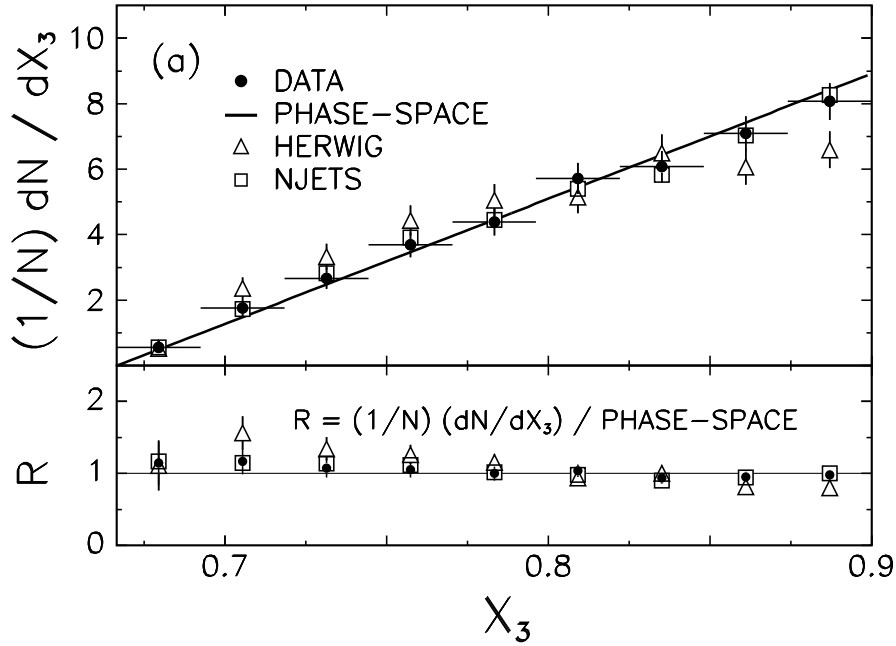 (1/N) dN / dX₃
10
8
6
4
2
(a)
DATA
PHASE–SPACE
HERWIG
NJETS
R
2
1
0
R = (1/N) (dN/dX₃) / PHASE–SPACE
0.7
0.8
0.9
X₃